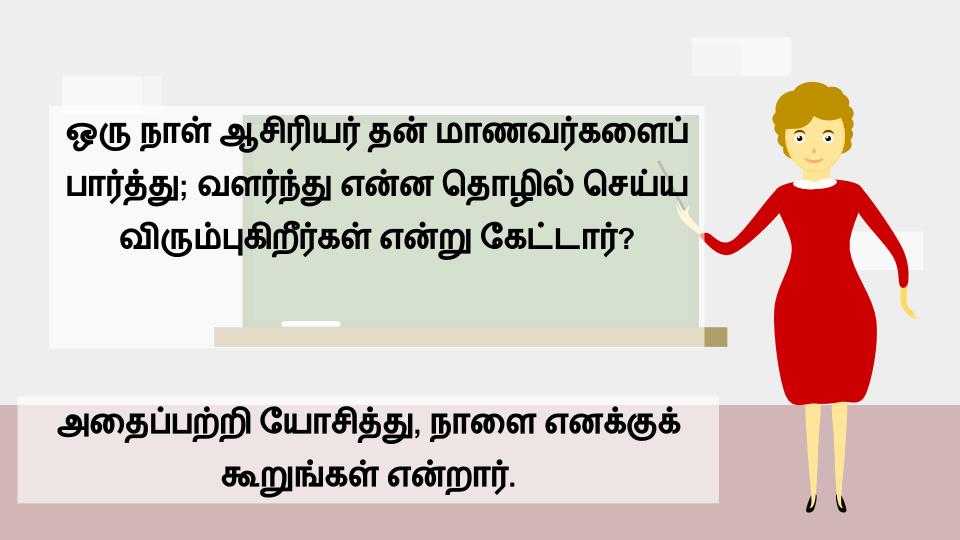 ஒரு நாள் ஆசிரியர் தன் மாணவர்களைப்
பார்த்து; வளர்ந்து என்ன தொழில் செய்ய
விரும்புகிறீர்கள் என்று கேட்டார்?
அதைப்பற்றி யோசித்து, நாளை எனக்குக்
கூறுங்கள் என்றார்.